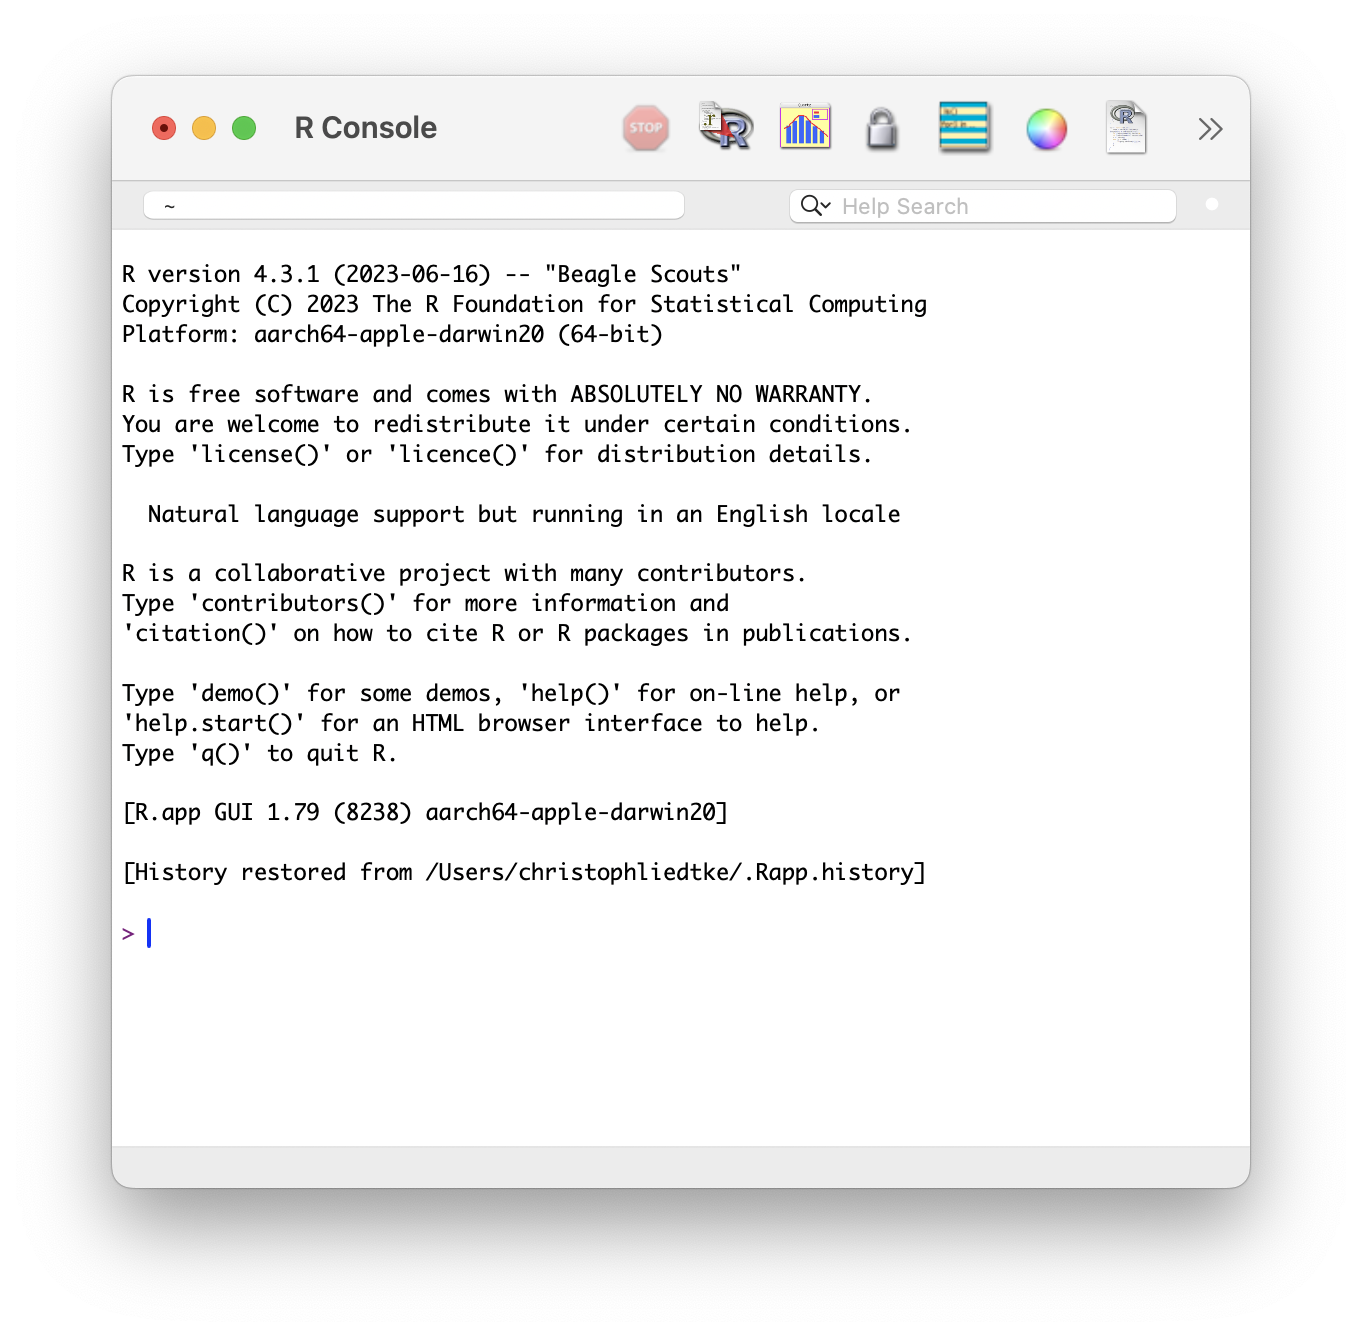 R Console
STOP
~
Help Search
R version 4.3.1 (2023-06-16) -- "Beagle Scouts"
Copyright (C) 2023 The R Foundation for Statistical Computing
Platform: aarch64-apple-darwin20 (64-bit)
R is free software and comes with ABSOLUTELY NO WARRANTY.
You are welcome to redistribute it under certain conditions.
Type 'license()' or 'licence()' for distribution details.
Natural language support but running in an English locale
R is a collaborative project with many contributors.
Type 'contributors()' for more information and
'citation()' on how to cite R or R packages in publications.
Type 'demo()' for some demos, 'help()' for on-line help, or
'help.start()' for an HTML browser interface to help.
Type 'q()' to quit R.
[R.app GUI 1.79 (8238) aarch64-apple-darwin20]
[History restored from /Users/christophliedtke/.Rapp.history]
>